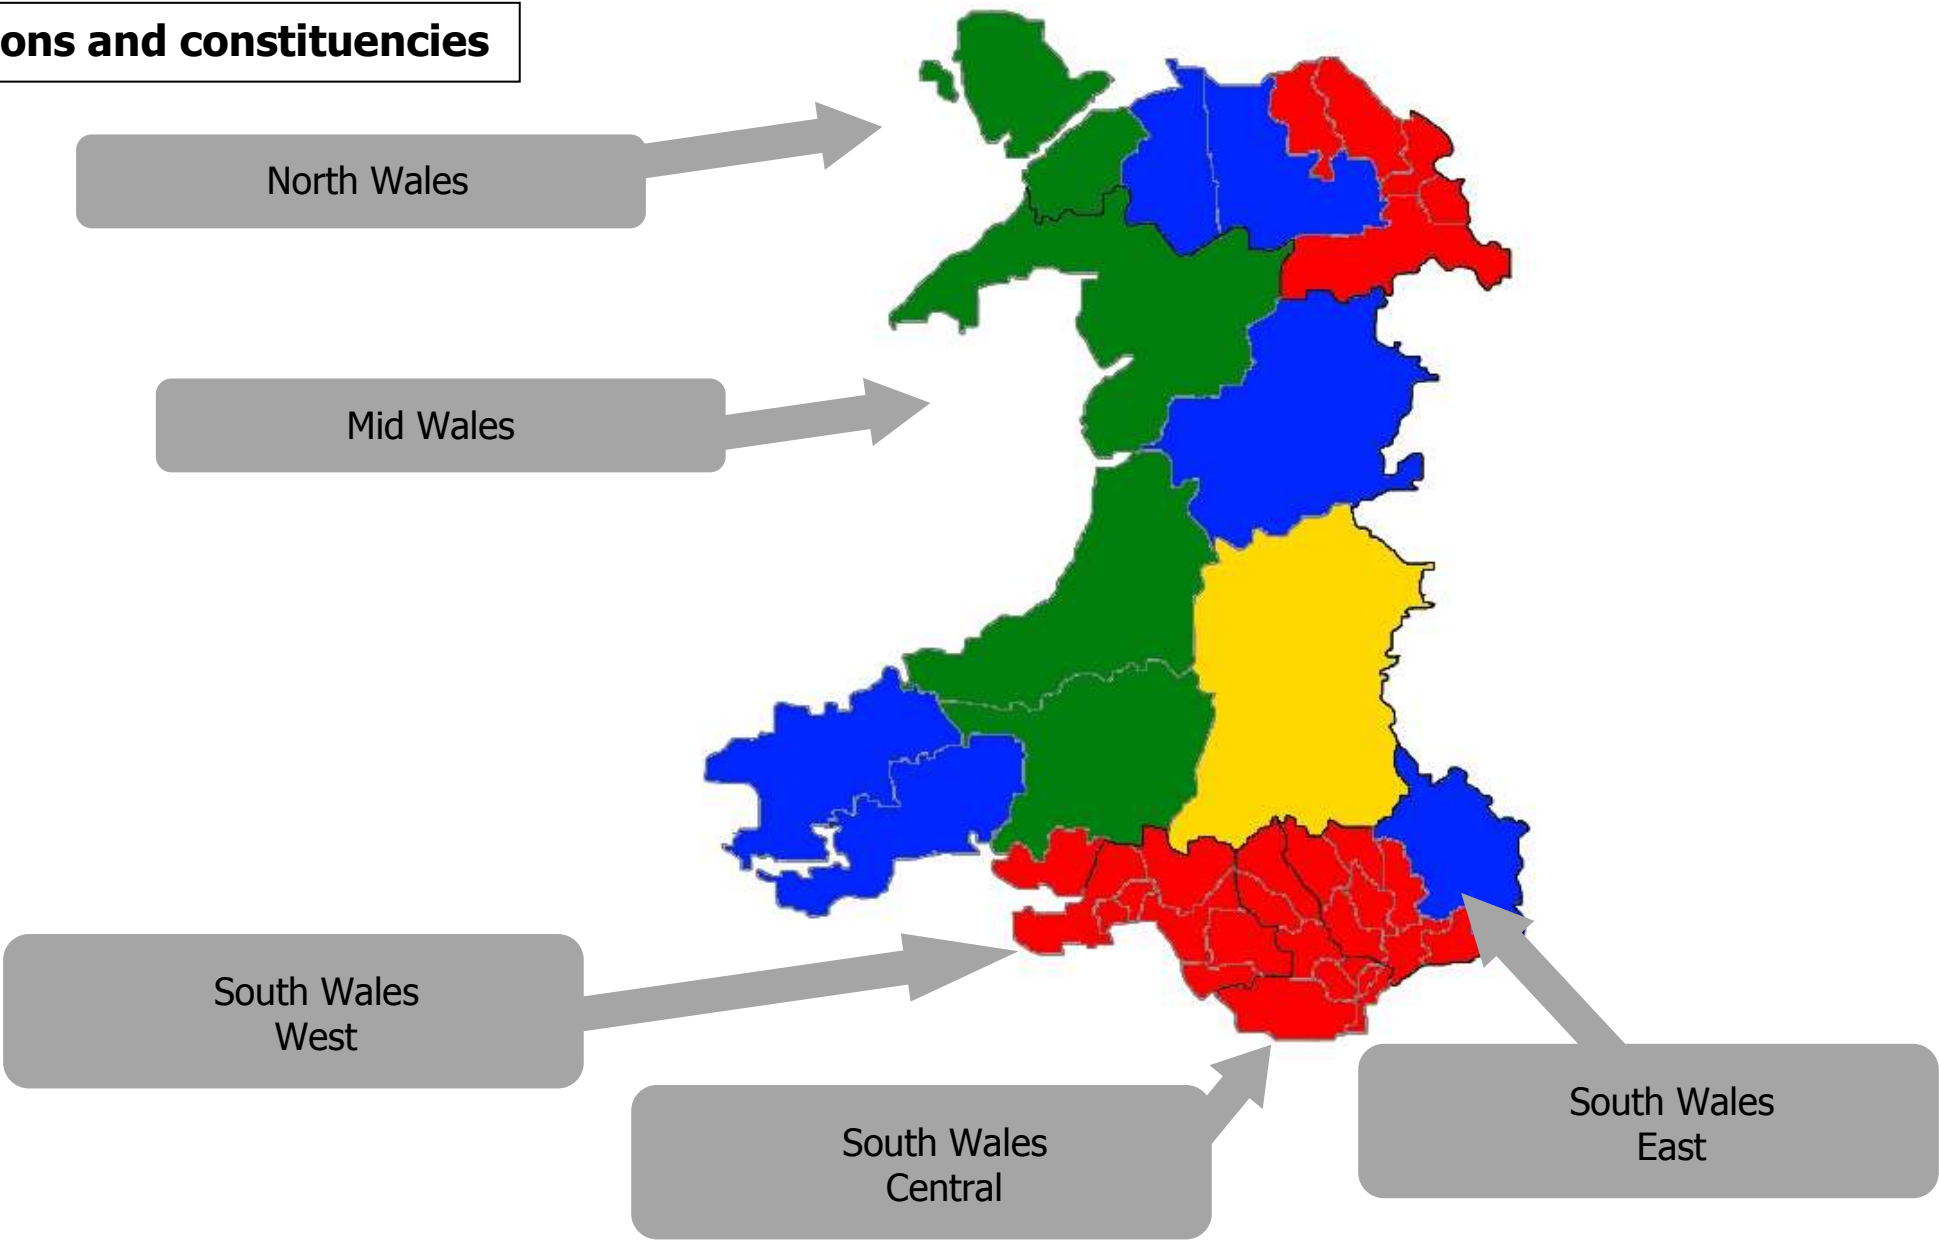 ons and constituencies
North Wales
Mid Wales
South Wales
West
South Wales
Central
South Wales
East